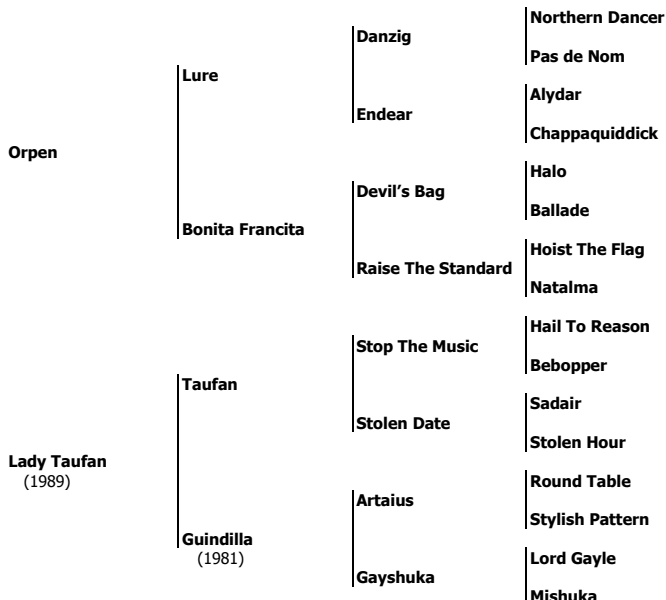 Northern Dancer
Danzig
Pas de Nom
Lure
Alydar
Endear
Chappaquiddick
Orpen
Halo
Devil's Bag
Ballade
Bonita Francita
Hoist The Flag
Raise The Standard
Natalma
Hail To Reason
Stop The Music
Bebopper
Taufan
Sadair
Stolen Date
Stolen Hour
Lady Taufan
(1989)
Round Table
Artaius
Stylish Pattern
Guindilla
(1981)
Lord Gayle
Gayshuka
Mishuka